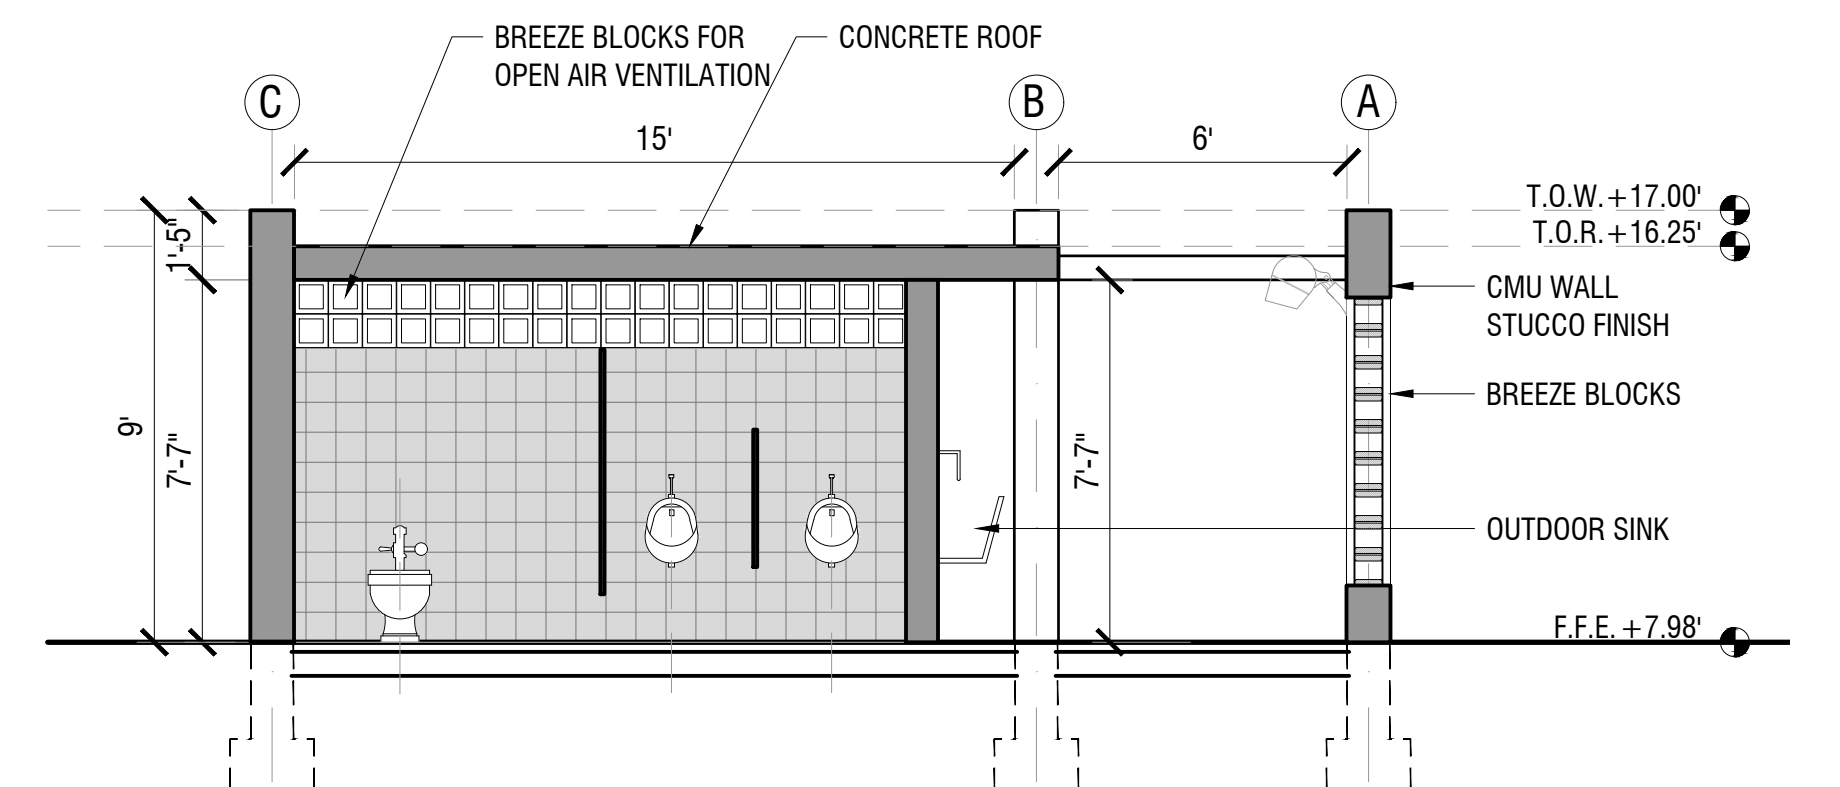 BREEZE BLOCKS FOR
OPEN AIR VENTILATION
CONCRETE ROOF
C
B
A
15'
6'
T.O.W. +17.00'
T.O.R. +16.25'
1'-5"
CMU WALL
STUCCO FINISH
BREEZE BLOCKS
9'
7'-7"
7'-7"
OUTDOOR SINK
F.F.E. +7.98'